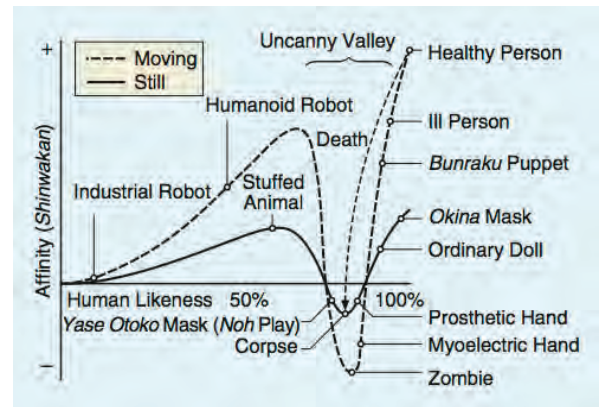 +
Uncanny Valley
Moving
Still
Healthy Person
Humanoid Robot
Ill Person
Death
Bunraku Puppet
Industrial Robot
Stuffed
Animal
Okina Mask
Ordinary Doll
Affinity (Shinwakan)
Human Likeness 50% 100%
Yase Otoko Mask (Noh Play)
Prosthetic Hand
Corpse
Myoelectric Hand
Zombie
–